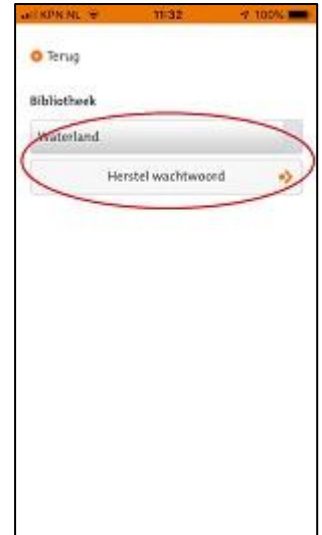 KPN NL 11:32 100%
Terug
Bibliotheek
Waterland
Herstel wachtwoord